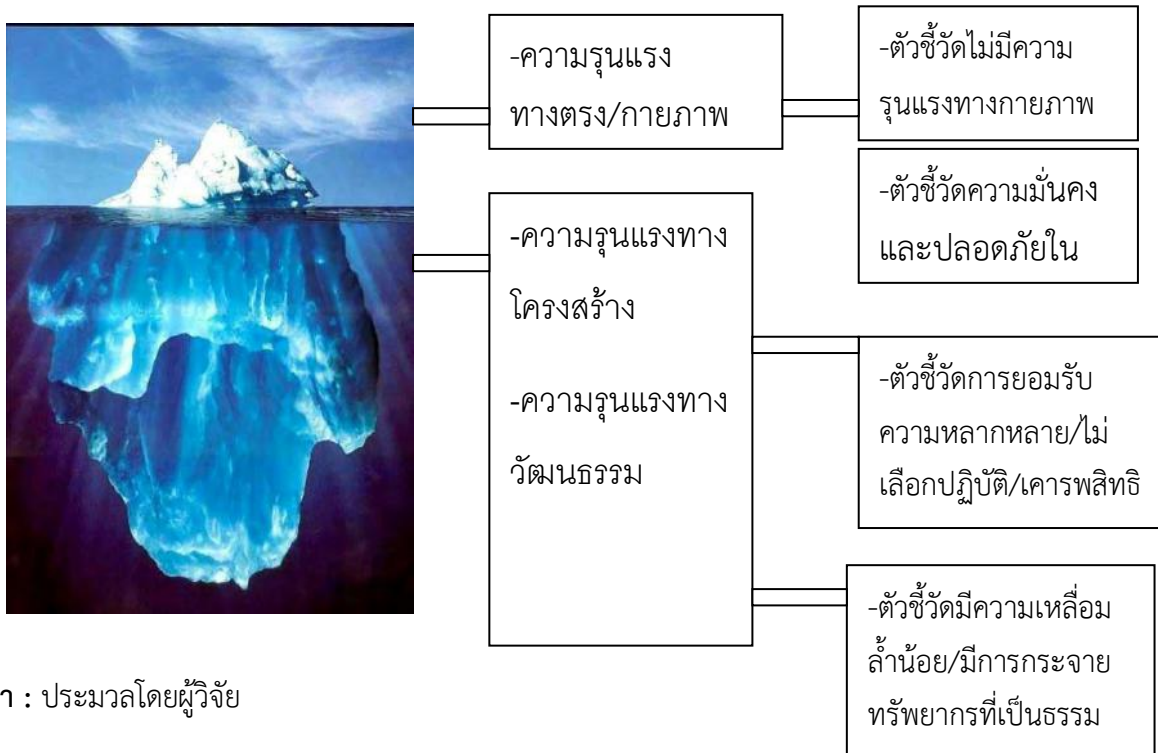 -ความรุนแรง
ทางตรง/กายภาพ
-ตัวชี้วัดไม่มีความ
รุนแรงทางกายภาพ
-ตัวชี้วัดความมั่นคง
และปลอดภัยใน
-ความรุนแรงทาง
โครงสร้าง
-ความรุนแรงทาง
วัฒนธรรม
-ตัวชี้วัดการยอมรับ
ความหลากหลาย/ไม่
เลือกปฏิบัติ/เคารพสิทธิ
-ตัวชี้วัดมีความเหลื่อม
ล้ำน้อย/มีการกระจาย
ทรัพยากรที่เป็นธรรม
า : ประมวลโดยผู้วิจัย